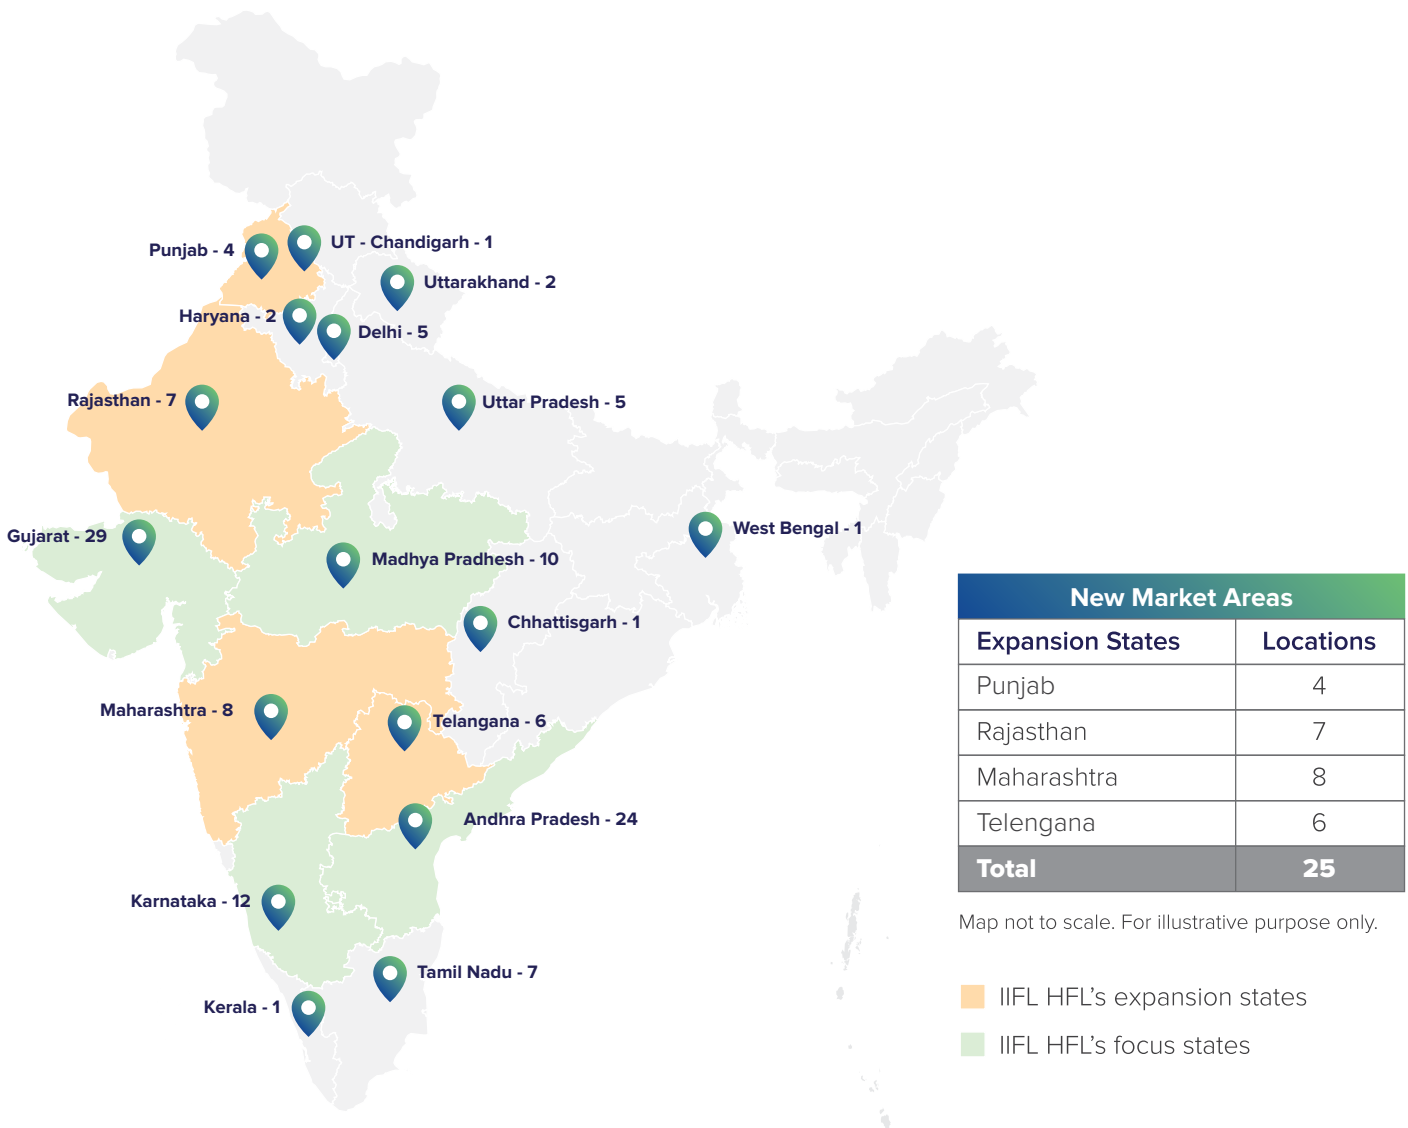 Punjab - 4
UT - Chandigarh - 1
Uttarakhand - 2
Haryana - 2
Delhi - 5
Rajasthan - 7
Uttar Pradesh - 5
Gujarat - 29
West Bengal - 1
Madhya Pradhesh - 10
Chhattisgarh - 1
Maharashtra - 8
Telangana - 6
Andhra Pradesh - 24
Karnataka - 12
Tamil Nadu - 7
Kerala - 1
New Market Areas
Expansion States Locations
Punjab 4
Rajasthan 7
Maharashtra 8
Telengana 6
Total 25
Map not to scale. For illustrative purpose only.
IIFL HFL’s expansion states
IIFL HFL’s focus states